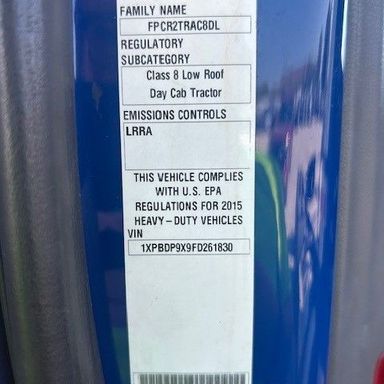 FAMILY NAME
FPCR2TRAC8DL
REGULATORY
SUBCATEGORY
Class 8 Low Roof
Day Cab Tractor
EMISSIONS CONTROLS
LRRA
THIS VEHICLE COMPLIES
WITH U.S. EPA
REGULATIONS FOR 2015
HEAVY-DUTY VEHICLES
VIN
1XPBDP9X9FD261830